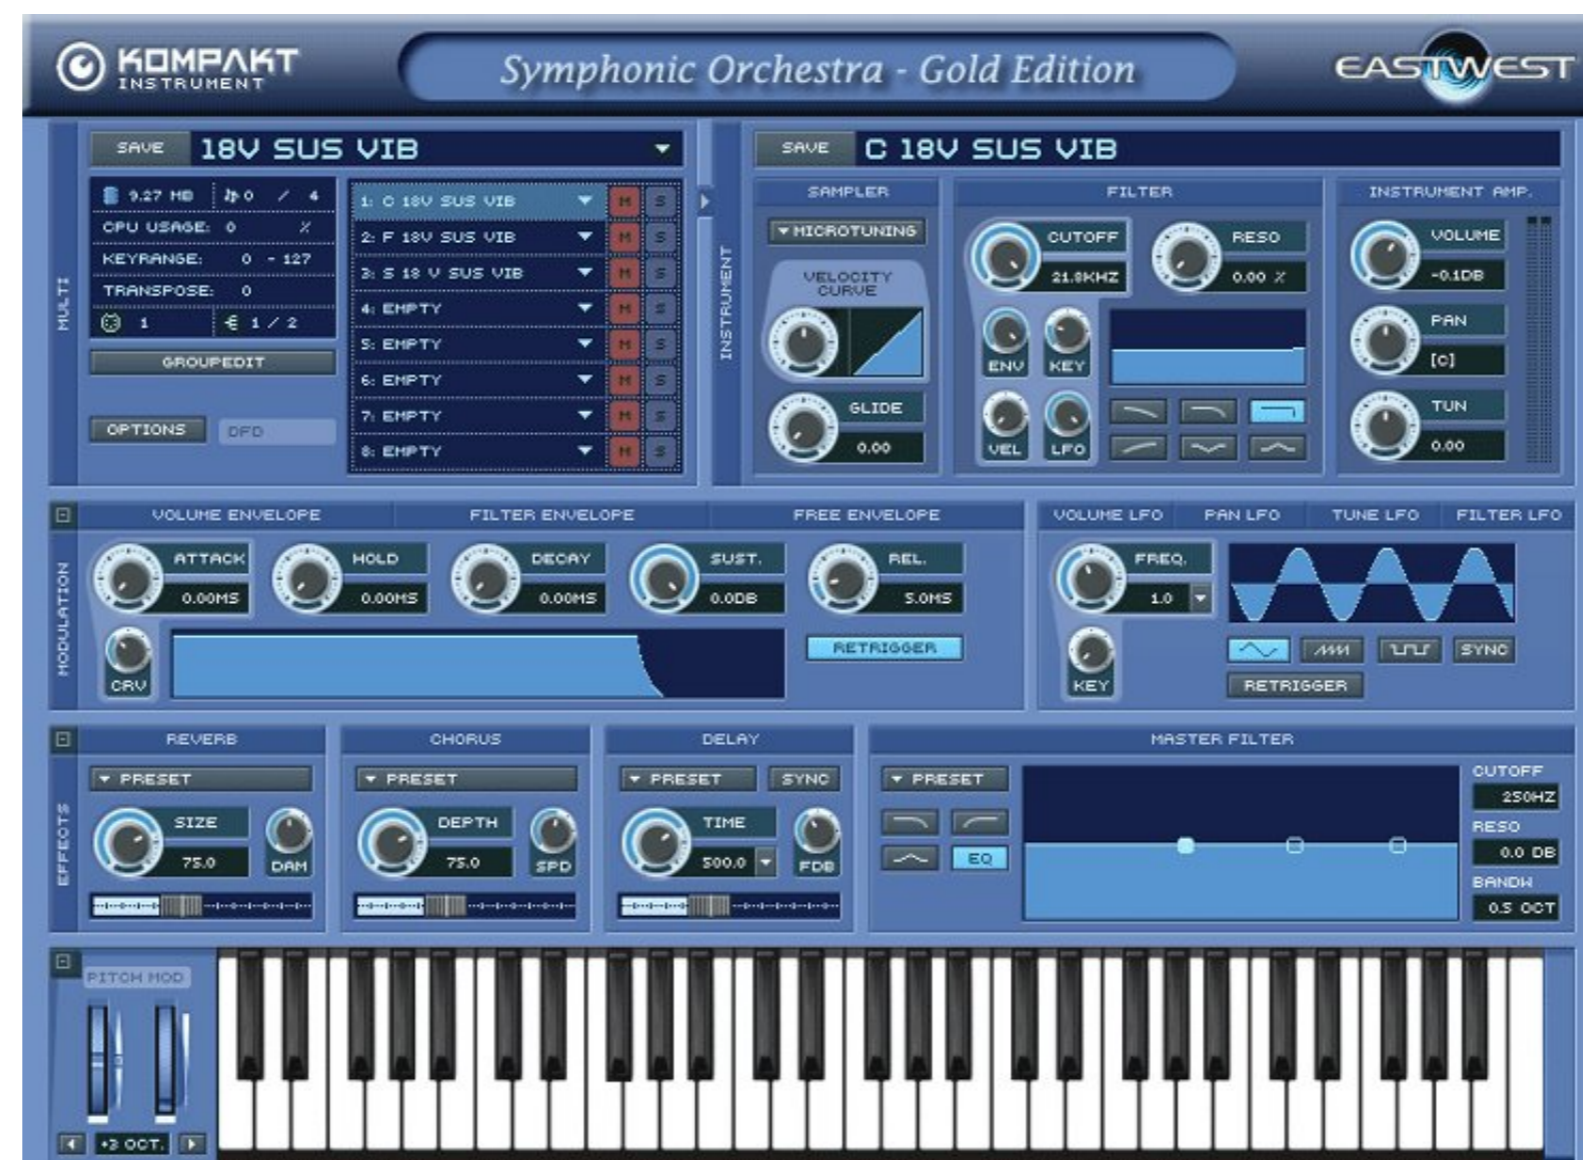 KOMPAKT
INSTRUMENT
Symphonic Orchestra - Gold Edition
EASTWEST
MULTI
SAVE 18V SUS VIB
9.27 MB 0 / 4
CPU USAGE: 0 %
KEYRANGE: 0 - 127
TRANSPOSE: 0
1 1 / 2
GROUPEDIT
OPTIONS DFD
1: C 18V SUS VIB M S
2: F 18V SUS VIB M S
3: S 18 V SUS VIB M S
4: EMPTY M S
5: EMPTY M S
6: EMPTY M S
7: EMPTY M S
8: EMPTY M S
INSTRUMENT
SAVE C 18V SUS VIB
SAMPLER
MICROTUNING
VELOCITY
CURVE
GLIDE
0.00
FILTER
CUTOFF
21.8KHZ
RESO
0.00 %
ENV KEY
VEL LFO
INSTRUMENT AMP.
VOLUME
-0.1DB
PAN
[C]
TUN
0.00
MODULATION
VOLUME ENVELOPE FILTER ENVELOPE FREE ENVELOPE
ATTACK HOLD DECAY SUST. REL.
0.00MS 0.00MS 0.00MS 0.0DB 5.0MS
CRV
RETRIGGER
VOLUME LFO PAN LFO TUNE LFO FILTER LFO
FREQ.
1.0
KEY
SYNC
RETRIGGER
EFFECTS
REVERB
PRESET
SIZE
75.0
DAM
CHORUS
PRESET
DEPTH
75.0
SPD
DELAY
PRESET SYNC
TIME
500.0
FDB
MASTER FILTER
PRESET
EQ
CUTOFF
250HZ
RESO
0.0 DB
BANDW
0.5 OCT
PITCH MOD
+3 OCT.